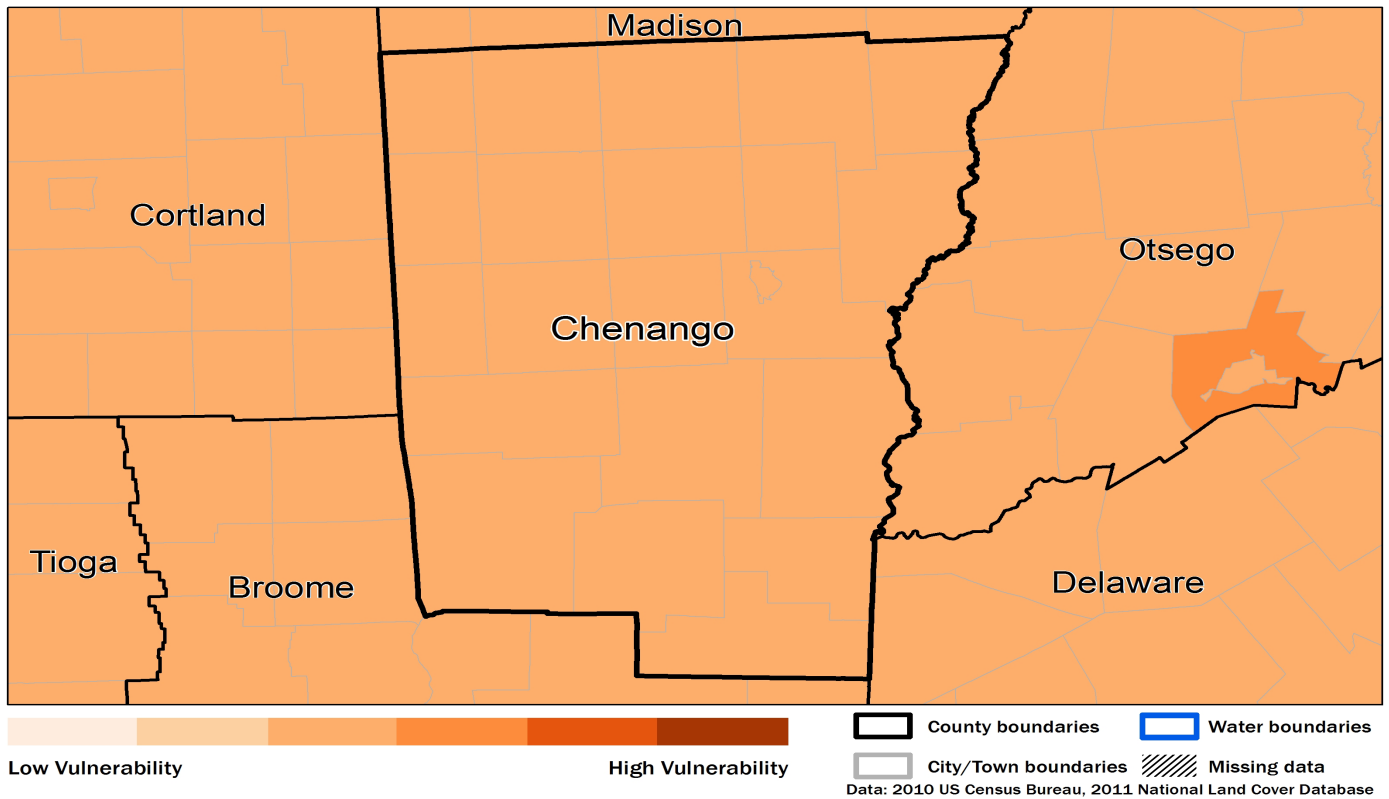 Madison
Cortland
Otsego
Chenango
Tioga
Broome
Delaware
Low Vulnerability
High Vulnerability
County boundaries
Water boundaries
City/Town boundaries
Missing data
Data: 2010 US Census Bureau, 2011 National Land Cover Database